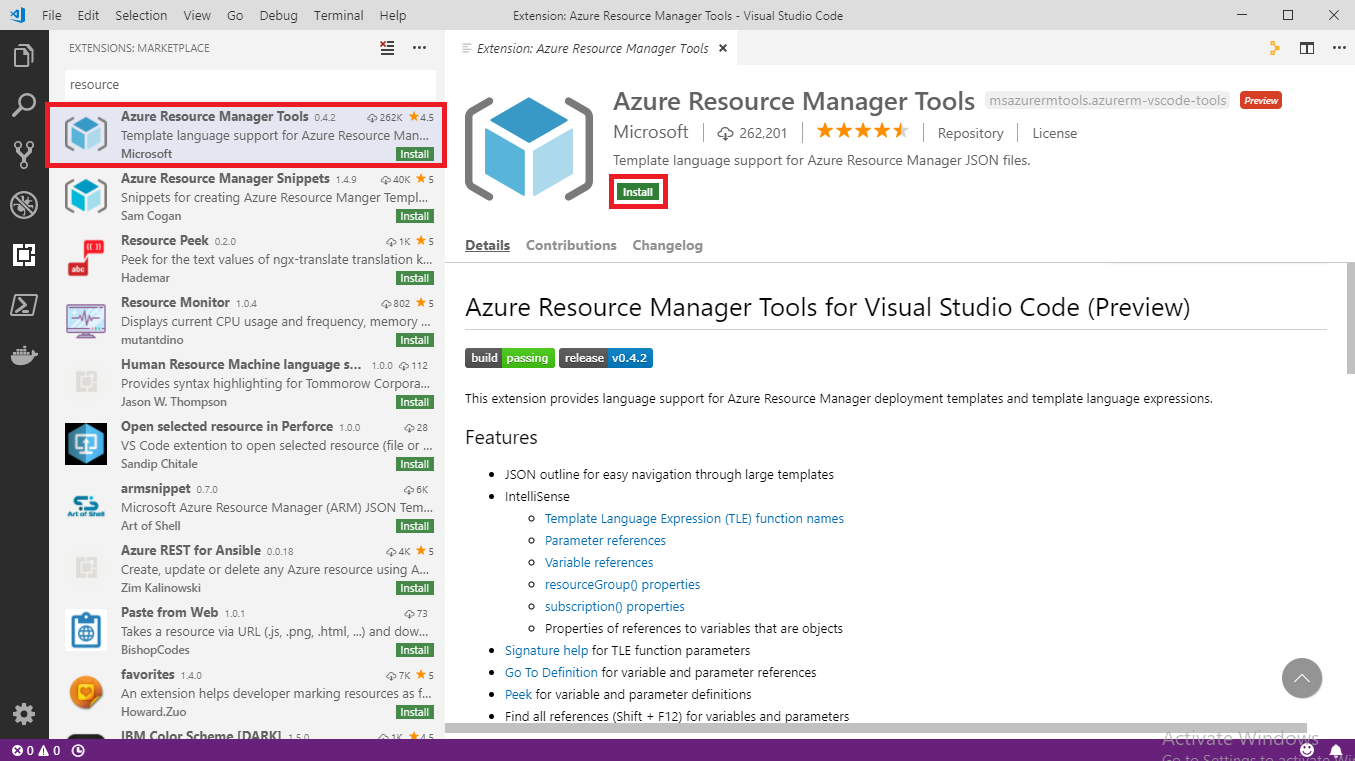 File Edit Selection View Go Debug Terminal Help
Extension: Azure Resource Manager Tools - Visual Studio Code
EXTENSIONS: MARKETPLACE
resource
Azure Resource Manager Tools 0.4.2 262K 4.5
Template language support for Azure Resource Man...
Microsoft Install
Azure Resource Manager Snippets 1.4.9 40K 5
Snippets for creating Azure Resource Manger Templ...
Sam Cogan Install
Resource Peek 0.2.0 1K 5
Peek for the text values of ngx-translate translation k...
Hademar Install
Resource Monitor 1.0.4 802 5
Displays current CPU usage and frequency, memory ...
mutantdino Install
Human Resource Machine language s... 1.0.0 112
Provides syntax highlighting for Tommorow Corpora...
Jason W. Thompson Install
Open selected resource in Perforce 1.0.0 28
VS Code extention to open selected resource (file or ...
Sandip Chitale Install
armsnippet 0.7.0 6K
Microsoft Azure Resource Manager (ARM) JSON Tem...
Art of Shell Install
Azure REST for Ansible 0.0.18 4K 5
Create, update or delete any Azure resource using A...
Zim Kalinowski Install
Paste from Web 1.0.1 73
Takes a resource via URL (.js, .png, .html, ...) and dow...
BishopCodes Install
favorites 1.4.0 7K 5
An extension helps developer marking resources as f...
Howard.Zuo Install
IBM Color Scheme [DARK] 1.5.0 1K 4.5
abc
Art of Shell
Extension: Azure Resource Manager Tools
Azure Resource Manager Tools msazurermtools.azurerm-vscode-tools Preview
Microsoft 262,201 Repository License
Template language support for Azure Resource Manager JSON files.
Install
Details Contributions Changelog
Azure Resource Manager Tools for Visual Studio Code (Preview)
build passing release v0.4.2
This extension provides language support for Azure Resource Manager deployment templates and template language expressions.
Features
• JSON outline for easy navigation through large templates
• IntelliSense
○ Template Language Expression (TLE) function names
○ Parameter references
○ Variable references
○ resourceGroup() properties
○ subscription() properties
○ Properties of references to variables that are objects
• Signature help for TLE function parameters
• Go To Definition for variable and parameter references
• Peek for variable and parameter definitions
• Find all references (Shift + F12) for variables and parameters
Activate Windows
Go to Settings to activate Wi
0 0